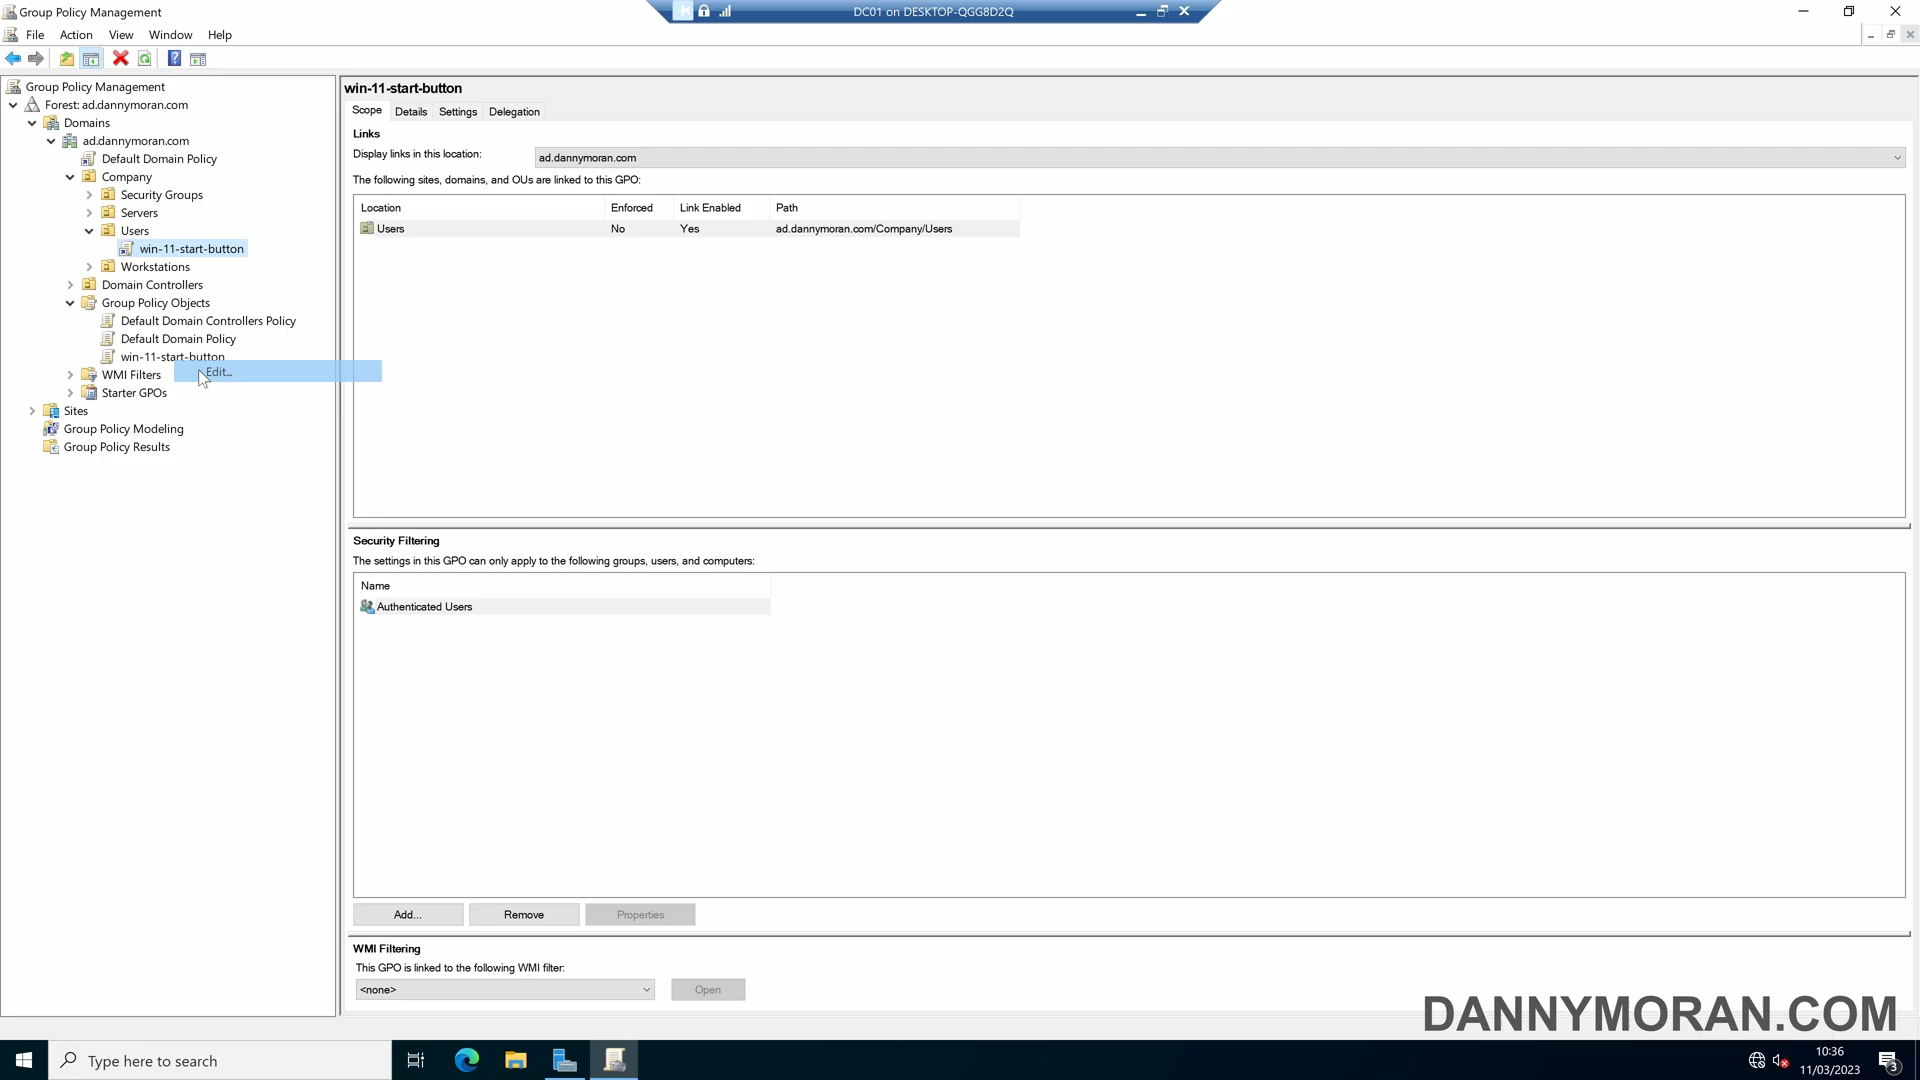 Group Policy Management
DC01 on DESKTOP-QGG8D2Q
File Action View Window Help
Group Policy Management
Forest: ad.dannymoran.com
Domains
ad.dannymoran.com
Default Domain Policy
Company
Security Groups
Servers
Users
win-11-start-button
Workstations
Domain Controllers
Group Policy Objects
Default Domain Controllers Policy
Default Domain Policy
win-11-start-button
Edit...
WMI Filters
Starter GPOs
Sites
Group Policy Modeling
Group Policy Results
win-11-start-button
Scope Details Settings Delegation
Links
Display links in this location: ad.dannymoran.com
The following sites, domains, and OUs are linked to this GPO:
Location Enforced Link Enabled Path
Users No Yes ad.dannymoran.com/Company/Users
Security Filtering
The settings in this GPO can only apply to the following groups, users, and computers:
Name
Authenticated Users
Add... Remove Properties
WMI Filtering
This GPO is linked to the following WMI filter:
<none> Open
DANNYMORAN.COM
Type here to search
10:36
11/03/2023
3